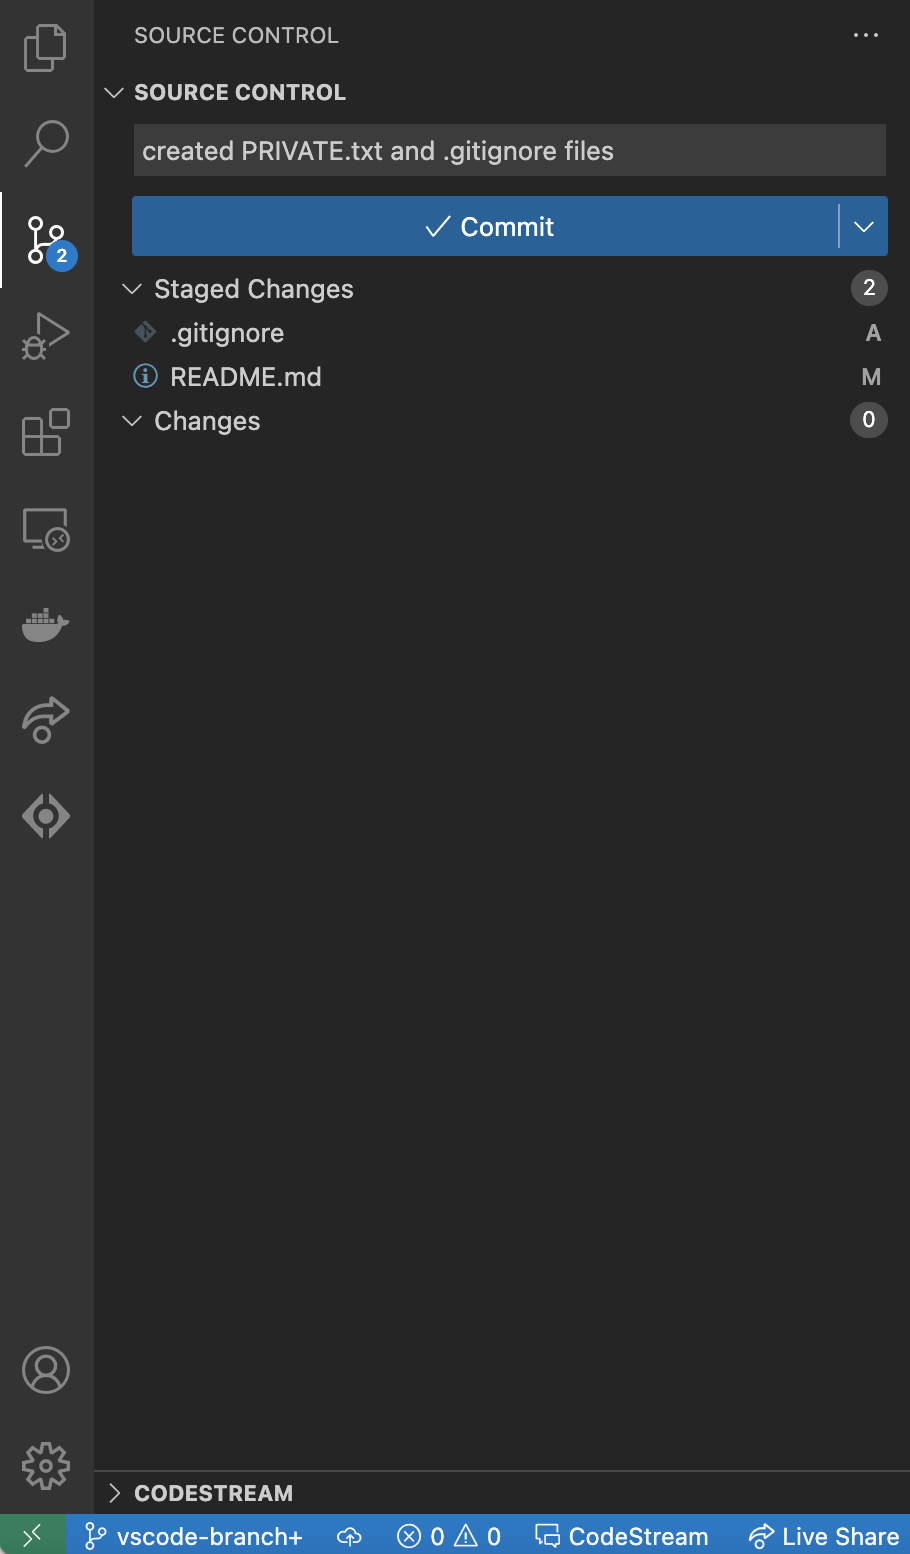 SOURCE CONTROL
SOURCE CONTROL
created PRIVATE.txt and .gitignore files
Commit
2
Staged Changes 2
.gitignore A
README.md M
Changes 0
CODESTREAM
vscode-branch+ 0 0 CodeStream Live Share